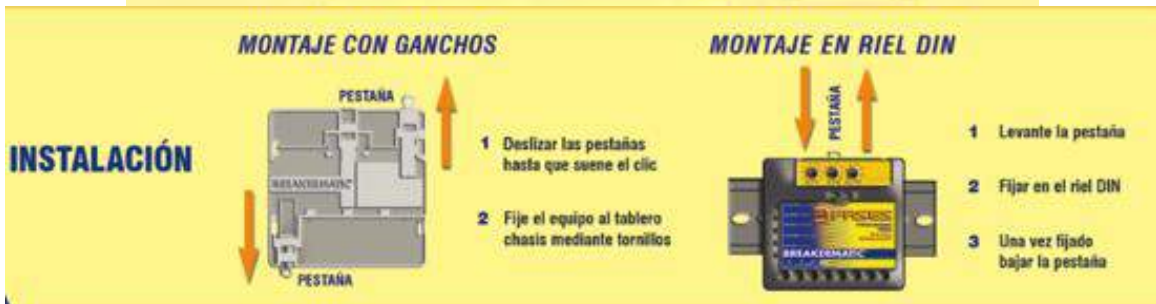 INSTALACIÓN
MONTAJE CON GANCHOS
PESTAÑA
BREAKERMATIC
PESTAÑA
1 Deslizar las pestañas
hasta que suene el clic
2 Fije el equipo al tablero
chasis mediante tornillos
MONTAJE EN RIEL DIN
PESTAÑA
BREAKERMATIC
1 Levante la pestaña
2 Fijar en el riel DIN
3 Una vez fijado
bajar la pestaña